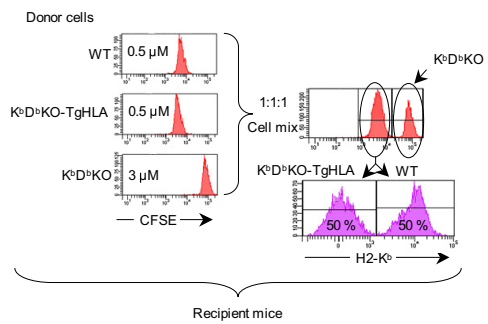 Donor cells
WT
0.5 µM
KᵇDᵇKO-TgHLA
0.5 µM
KᵇDᵇKO
3 µM
CFSE
1:1:1
Cell mix
KᵇDᵇKO
KᵇDᵇKO-TgHLA
WT
50 %
50 %
H2-Kᵇ
Recipient mice